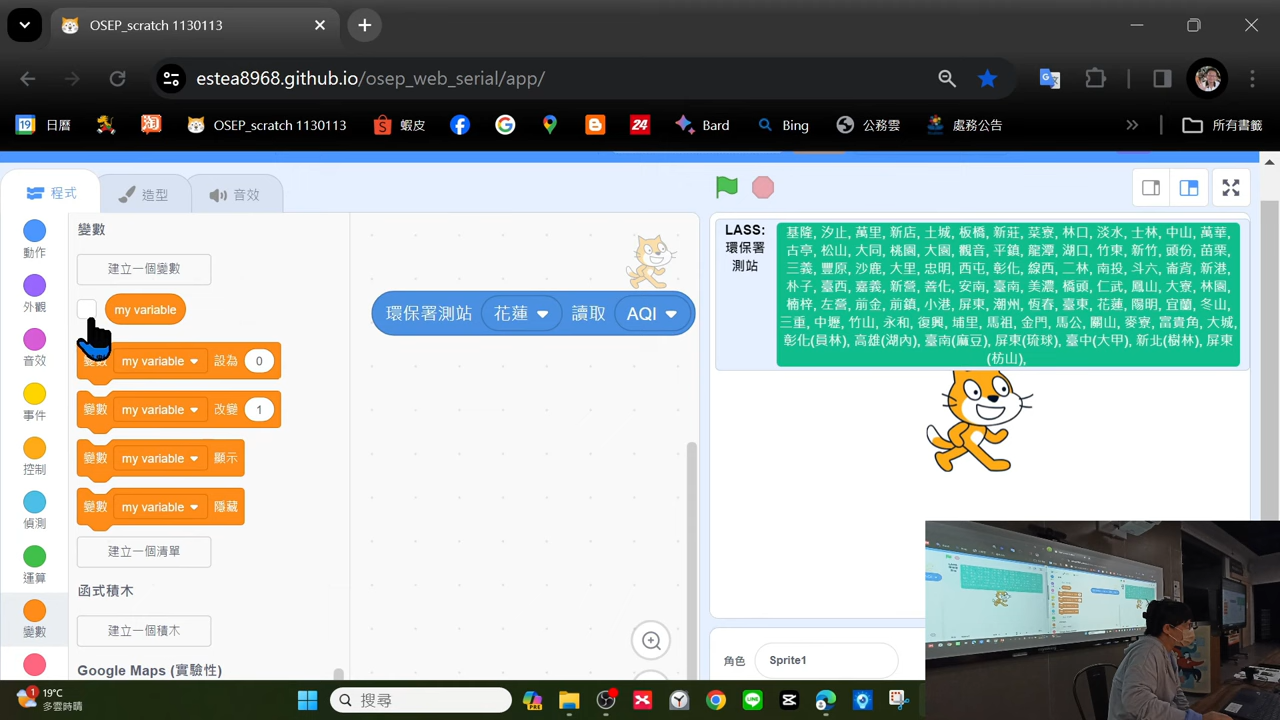 OSEP_scratch 1130113
estea8968.github.io/osep_web_serial/app/
日曆
OSEP_scratch 1130113
蝦皮
24
Bard
Bing
公務雲
處務公告
所有書籤
程式
造型
音效
動作
外觀
音效
事件
控制
偵測
運算
變數
變數
建立一個變數
my variable
變數 my variable 設為 0
變數 my variable 改變 1
變數 my variable 顯示
變數 my variable 隱藏
建立一個清單
函式積木
建立一個積木
Google Maps (實驗性)
環保署測站 花蓮 讀取 AQI
LASS:
環保署
測站
基隆, 汐止, 萬里, 新店, 土城, 板橋, 新莊, 菜寮, 林口, 淡水, 士林, 中山, 萬華,
古亭, 松山, 大同, 桃園, 大園, 觀音, 平鎮, 龍潭, 湖口, 竹東, 新竹, 頭份, 苗栗,
三義, 豐原, 沙鹿, 大里, 忠明, 西屯, 彰化, 線西, 二林, 南投, 斗六, 崙背, 新港,
朴子, 臺西, 嘉義, 新營, 善化, 安南, 臺南, 美濃, 橋頭, 仁武, 鳳山, 大寮, 林園,
楠梓, 左營, 前金, 前鎮, 小港, 屏東, 潮州, 恆春, 臺東, 花蓮, 陽明, 宜蘭, 冬山,
三重, 中壢, 竹山, 永和, 復興, 埔里, 馬祖, 金門, 馬公, 關山, 麥寮, 富貴角, 大城,
彰化(員林), 高雄(湖內), 臺南(麻豆), 屏東(琉球), 臺中(大甲), 新北(樹林), 屏東
(枋山),
角色
Sprite1
1
19°C
多雲時晴
搜尋
PRE